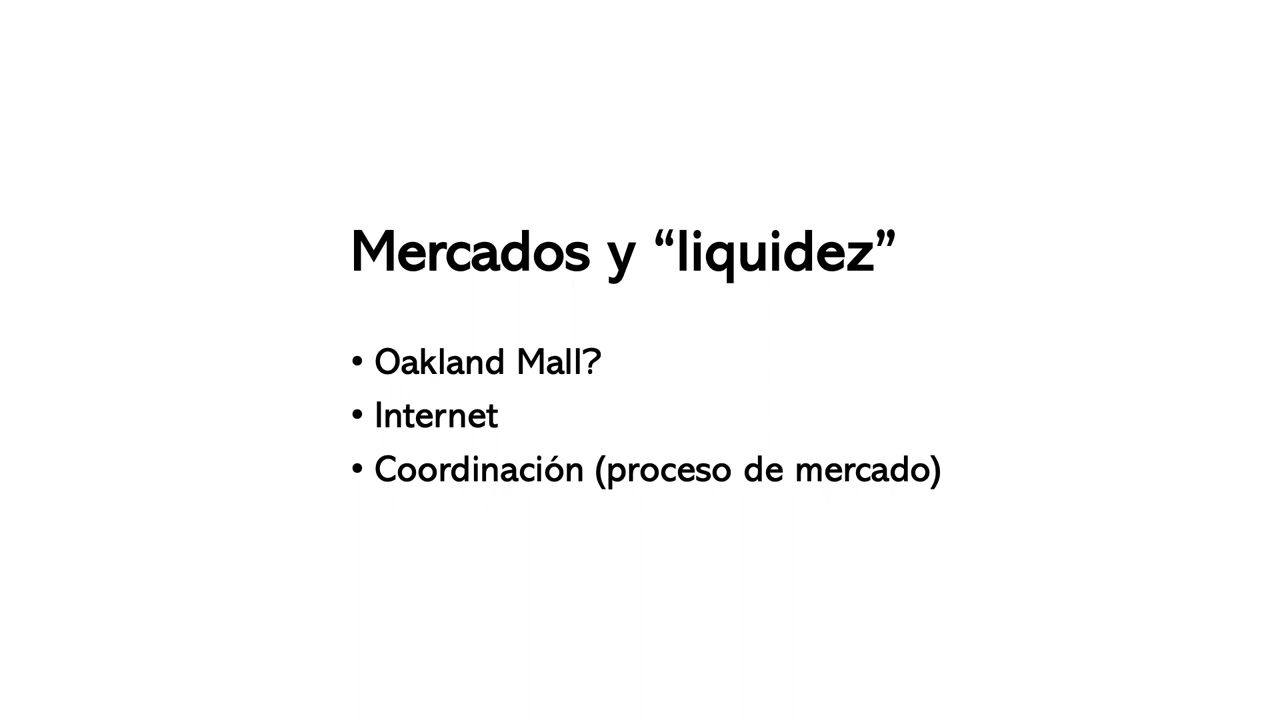 Mercados y “liquidez”
• Oakland Mall?
• Internet
• Coordinación (proceso de mercado)